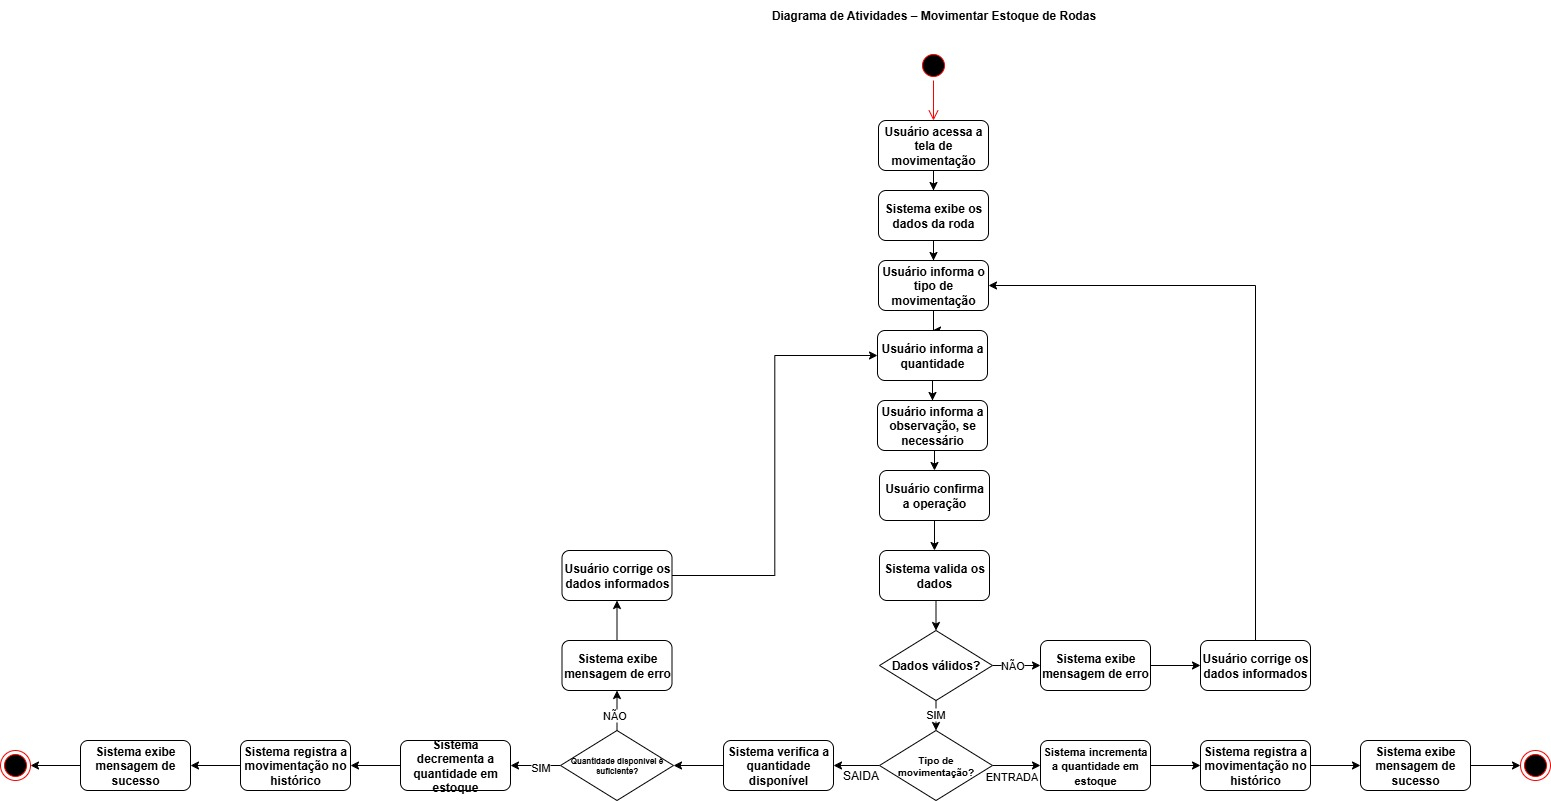 Diagrama de Atividades – Movimentar Estoque de Rodas
Usuário acessa a
tela de
movimentação
Sistema exibe os
dados da roda
Usuário informa o
tipo de
movimentação
Usuário informa a
quantidade
Usuário informa a
observação, se
necessário
Usuário confirma
a operação
Sistema valida os
dados
Dados válidos?
NÃO
Sistema exibe
mensagem de erro
Usuário corrige os
dados informados
SIM
Tipo de
movimentação?
ENTRADA
Sistema incrementa
a quantidade em
estoque
Sistema registra a
movimentação no
histórico
Sistema exibe
mensagem de
sucesso
SAIDA
Sistema verifica a
quantidade
disponível
Quantidade disponível é
suficiente?
NÃO
Sistema exibe
mensagem de erro
Usuário corrige os
dados informados
SIM
Sistema
decrementa a
quantidade em
estoque
Sistema registra a
movimentação no
histórico
Sistema exibe
mensagem de
sucesso